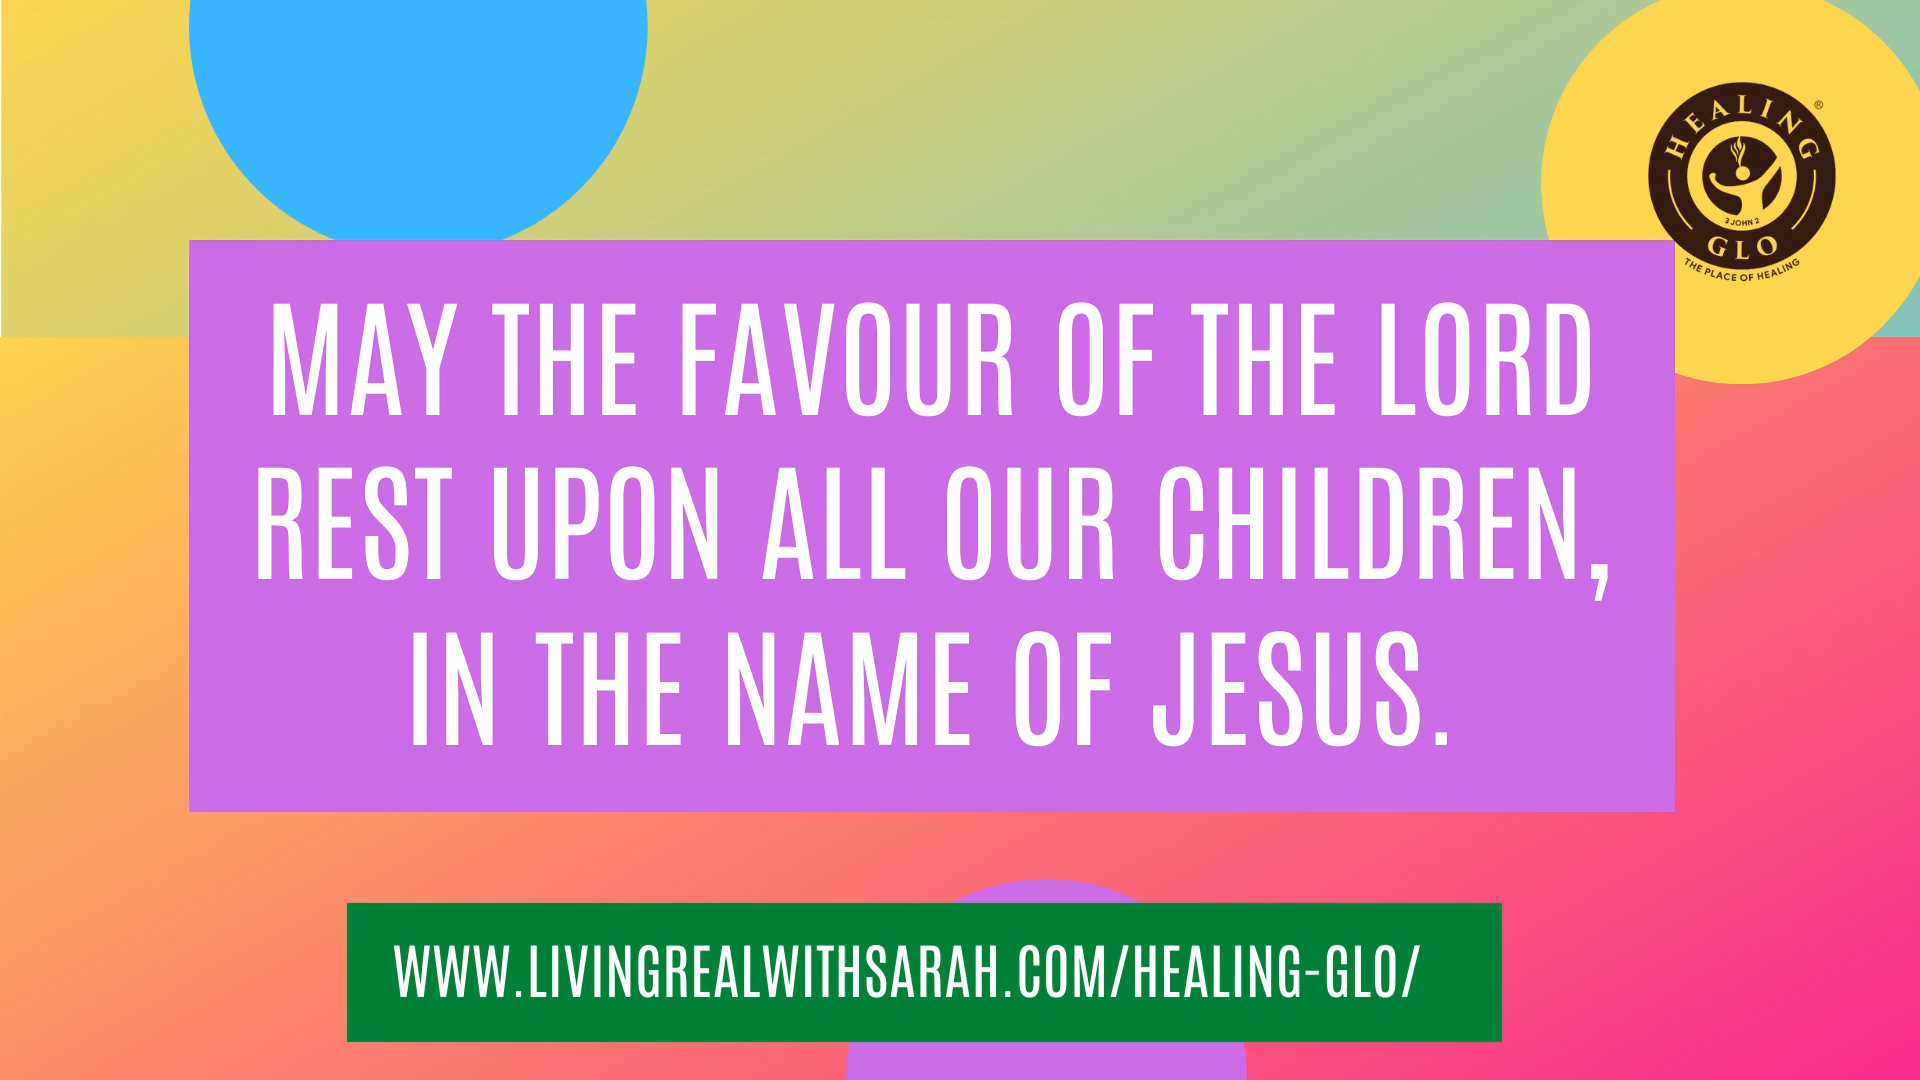 HEALING
®
3 JOHN 2
GLO
THE PLACE OF HEALING
MAY THE FAVOUR OF THE LORD
REST UPON ALL OUR CHILDREN,
IN THE NAME OF JESUS.
WWW.LIVINGREALWITHSARAH.COM/HEALING-GLO/